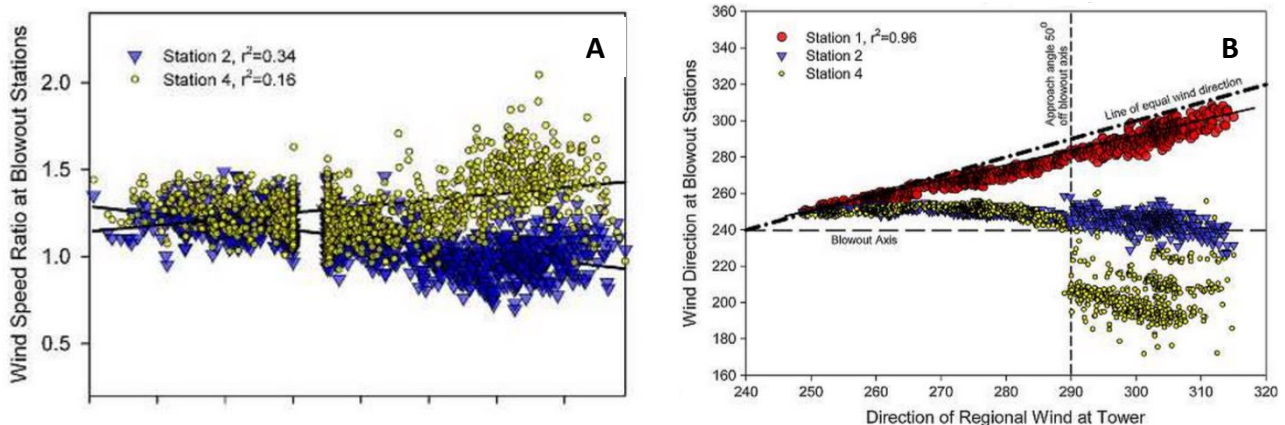 A
Station 2, r²=0.34
Station 4, r²=0.16
Wind Speed Ratio at Blowout Stations
2.0
1.5
1.0
0.5
B
Station 1, r²=0.96
Station 2
Station 4
Approach angle 50°
off blowout axis
Line of equal wind direction
Blowout Axis
Wind Direction at Blowout Stations
360
340
320
300
280
260
240
220
200
180
160
240 250 260 270 280 290 300 310 320
Direction of Regional Wind at Tower